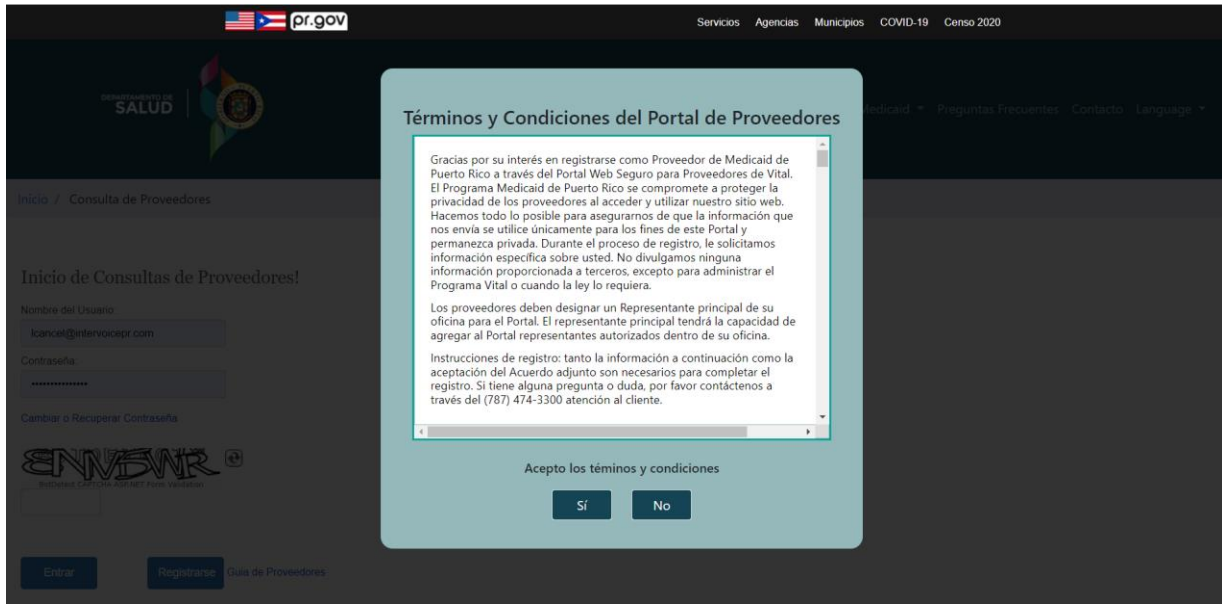 pr.gov
Servicios Agencias Municipios COVID-19 Censo 2020
DEPARTAMENTO DE
SALUD
Medicaid Preguntas Frecuentes Contacto Language
Inicio / Consulta de Proveedores
Términos y Condiciones del Portal de Proveedores
Gracias por su interés en registrarse como Proveedor de Medicaid de
Puerto Rico a través del Portal Web Seguro para Proveedores de Vital.
El Programa Medicaid de Puerto Rico se compromete a proteger la
privacidad de los proveedores al acceder y utilizar nuestro sitio web.
Hacemos todo lo posible para asegurarnos de que la información que
nos envía se utilice únicamente para los fines de este Portal y
permanezca privada. Durante el proceso de registro, le solicitamos
información específica sobre usted. No divulgamos ninguna
información proporcionada a terceros, excepto para administrar el
Programa Vital o cuando la ley lo requiera.
Los proveedores deben designar un Representante principal de su
oficina para el Portal. El representante principal tendrá la capacidad de
agregar al Portal representantes autorizados dentro de su oficina.
Instrucciones de registro: tanto la información a continuación como la
aceptación del Acuerdo adjunto son necesarios para completar el
registro. Si tiene alguna pregunta o duda, por favor contáctenos a
través del (787) 474-3300 atención al cliente.
Acepto los téminos y condiciones
Sí No
Inicio de Consultas de Proveedores!
Nombre del Usuario:
lcancel@intervoicepr.com
Contraseña:
Cambiar o Recuperar Contraseña
BotDetect CAPTCHA ASP.NET Form Validation
Entrar Registrarse Guia de Proveedores